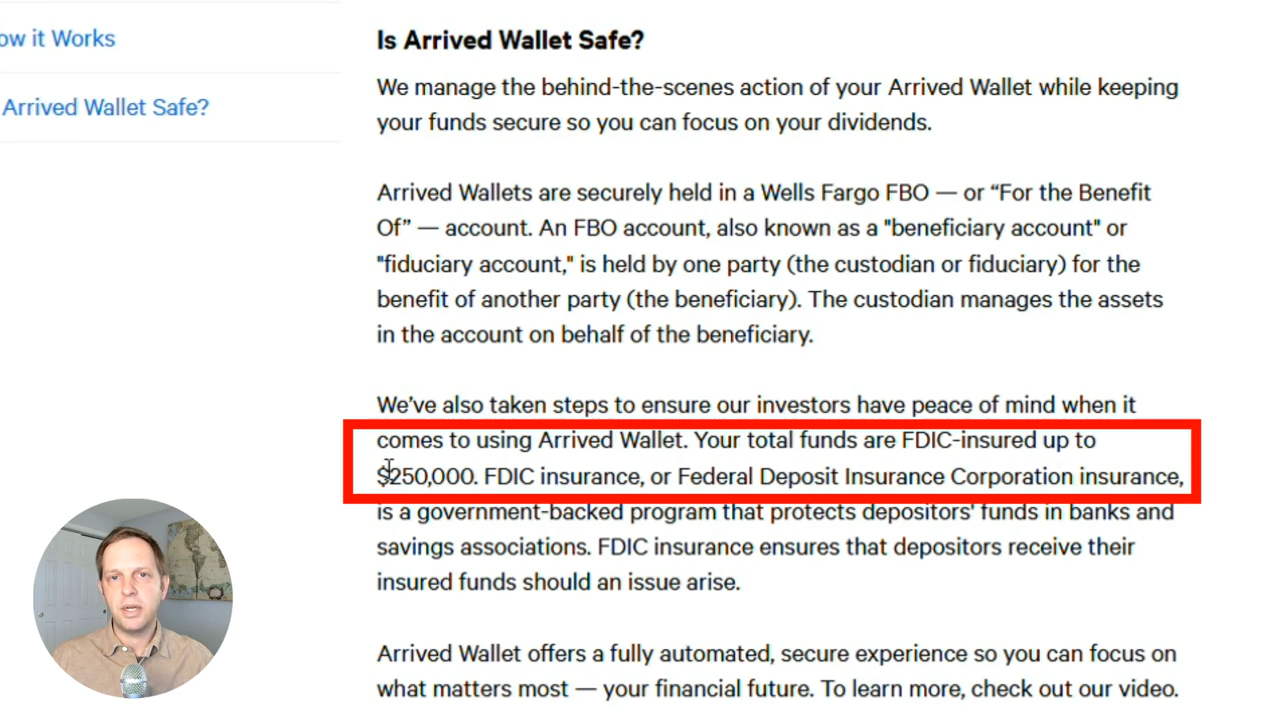 ow it Works
Arrived Wallet Safe?
Is Arrived Wallet Safe?
We manage the behind-the-scenes action of your Arrived Wallet while keeping
your funds secure so you can focus on your dividends.
Arrived Wallets are securely held in a Wells Fargo FBO — or “For the Benefit
Of” — account. An FBO account, also known as a "beneficiary account" or
"fiduciary account," is held by one party (the custodian or fiduciary) for the
benefit of another party (the beneficiary). The custodian manages the assets
in the account on behalf of the beneficiary.
We’ve also taken steps to ensure our investors have peace of mind when it
comes to using Arrived Wallet. Your total funds are FDIC-insured up to
$250,000. FDIC insurance, or Federal Deposit Insurance Corporation insurance,
is a government-backed program that protects depositors' funds in banks and
savings associations. FDIC insurance ensures that depositors receive their
insured funds should an issue arise.
Arrived Wallet offers a fully automated, secure experience so you can focus on
what matters most — your financial future. To learn more, check out our video.